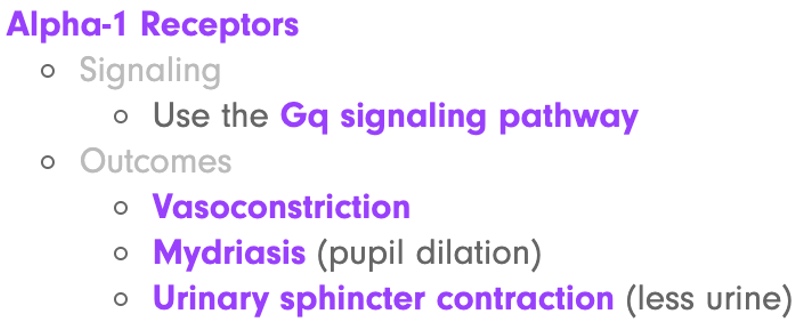 Alpha-1 Receptors
Signaling
Use the Gq signaling pathway
Outcomes
Vasoconstriction
Mydriasis (pupil dilation)
Urinary sphincter contraction (less urine)